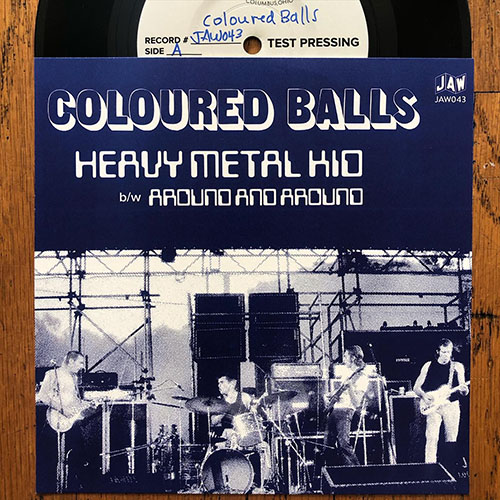 COLUMBUS, OHIO
Coloured Balls
RECORD # JAW043
SIDE A TEST PRESSING
COLOURED BALLS
JAW
JAW043
HEAVY METAL KID
b/w AROUND AND AROUND